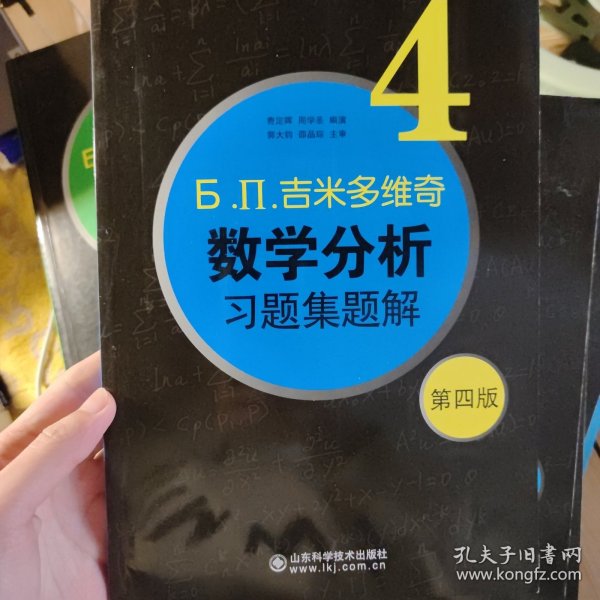 4
费定晖 周学圣 编演
郭大钧 邵品琮 主审
Б.П.吉米多维奇
数学分析
习题集题解
第四版
山东科学技术出版社
www.lkj.com.cn
孔夫子旧书网
www.kongfz.com